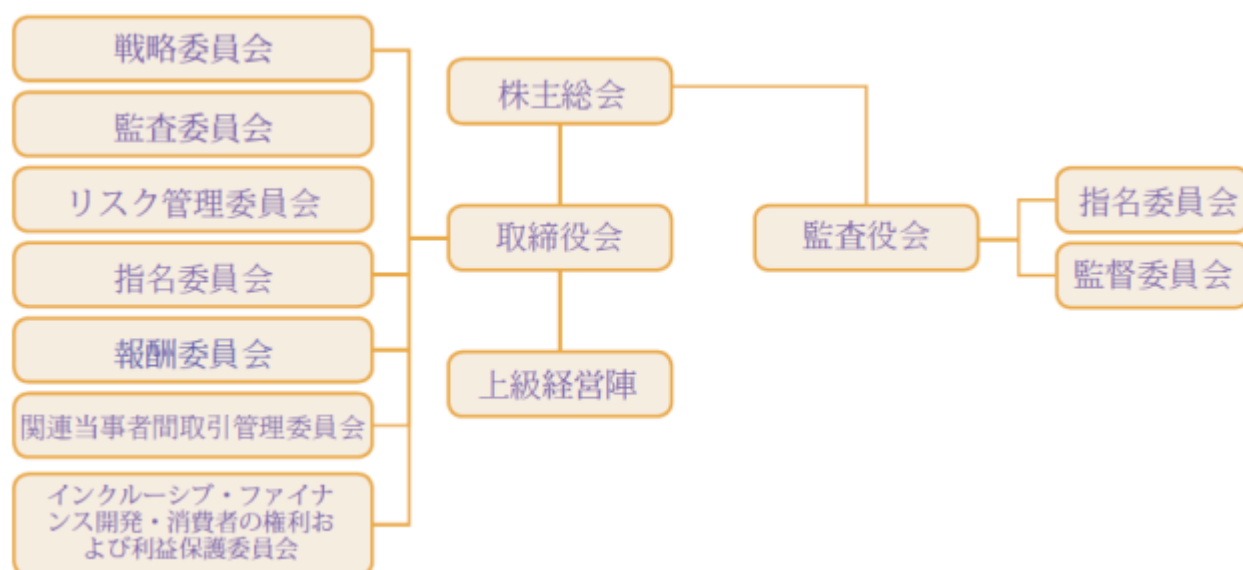 戦略委員会
監査委員会
リスク管理委員会
指名委員会
報酬委員会
関連当事者間取引管理委員会
インクルーシブ・ファイナ
ンス開発・消費者の権利お
よび利益保護委員会
株主総会
取締役会
上級経営陣
監査役会
指名委員会
監督委員会